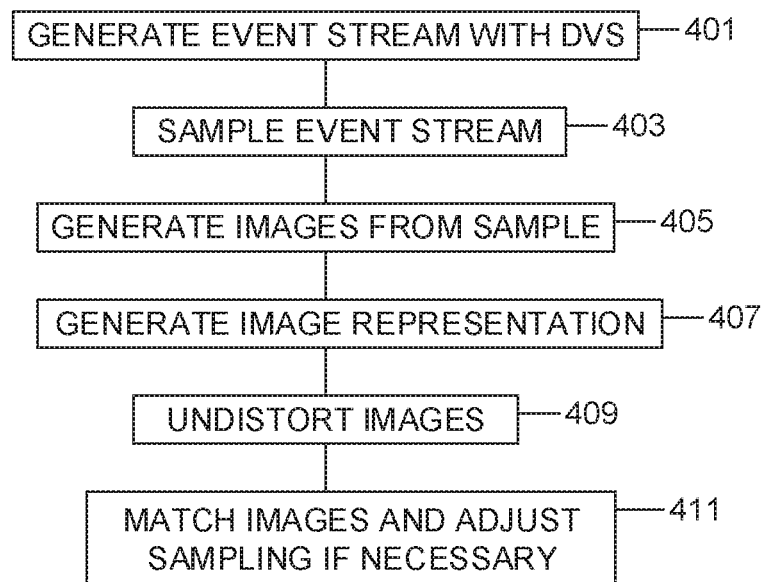 GENERATE EVENT STREAM WITH DVS 401
SAMPLE EVENT STREAM 403
GENERATE IMAGES FROM SAMPLE 405
GENERATE IMAGE REPRESENTATION 407
UNDISTORT IMAGES 409
MATCH IMAGES AND ADJUST 411
SAMPLING IF NECESSARY